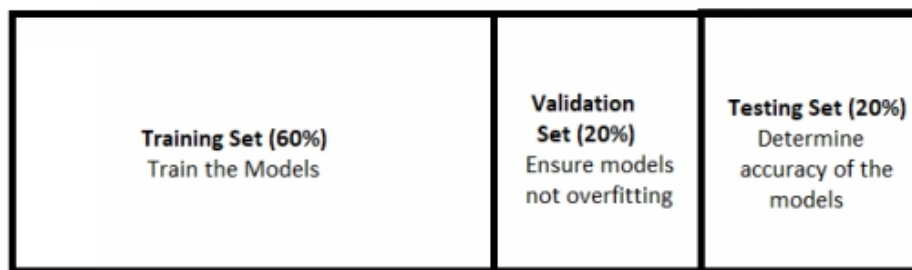 Training Set (60%)
Train the Models
Validation
Set (20%)
Ensure models
not overfitting
Testing Set (20%)
Determine
accuracy of the
models